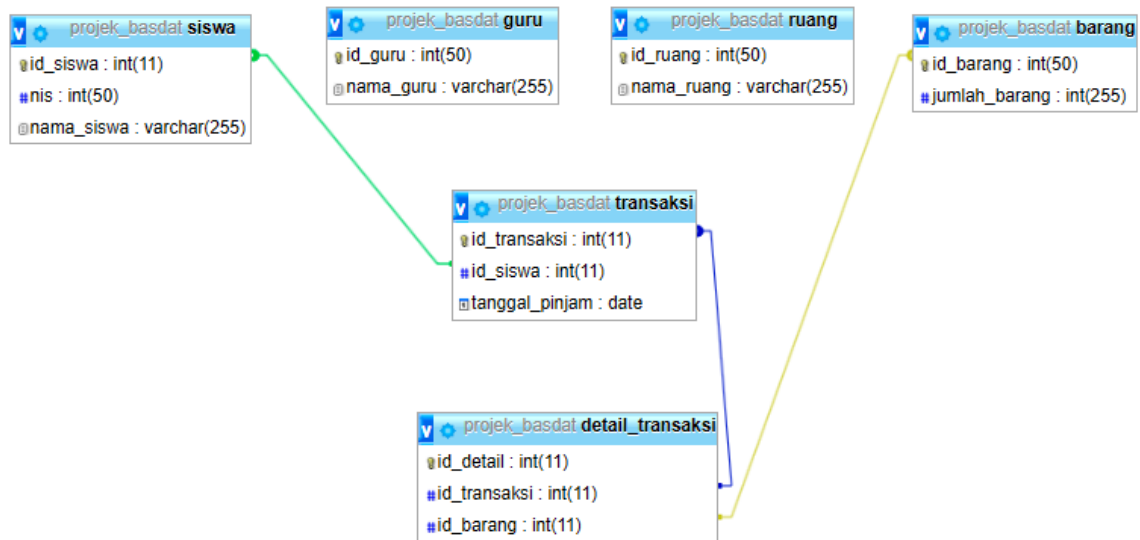 projek_basdat siswa
id_siswa : int(11)
nis : int(50)
nama_siswa : varchar(255)
projek_basdat guru
id_guru : int(50)
nama_guru : varchar(255)
projek_basdat ruang
id_ruang : int(50)
nama_ruang : varchar(255)
projek_basdat barang
id_barang : int(50)
jumlah_barang : int(255)
projek_basdat transaksi
id_transaksi : int(11)
id_siswa : int(11)
tanggal_pinjam : date
projek_basdat detail_transaksi
id_detail : int(11)
id_transaksi : int(11)
id_barang : int(11)